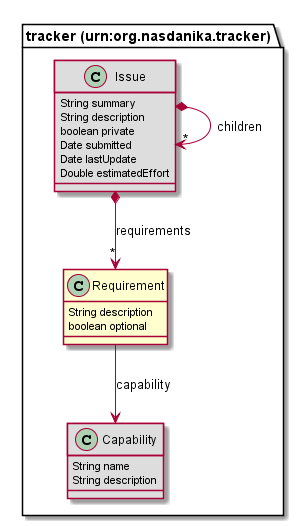 tracker (urn:org.nasdanika.tracker)
C Issue
String summary
String description
boolean private
Date submitted
Date lastUpdate
Double estimatedEffort
children
*
requirements
*
C Requirement
String description
boolean optional
capability
C Capability
String name
String description